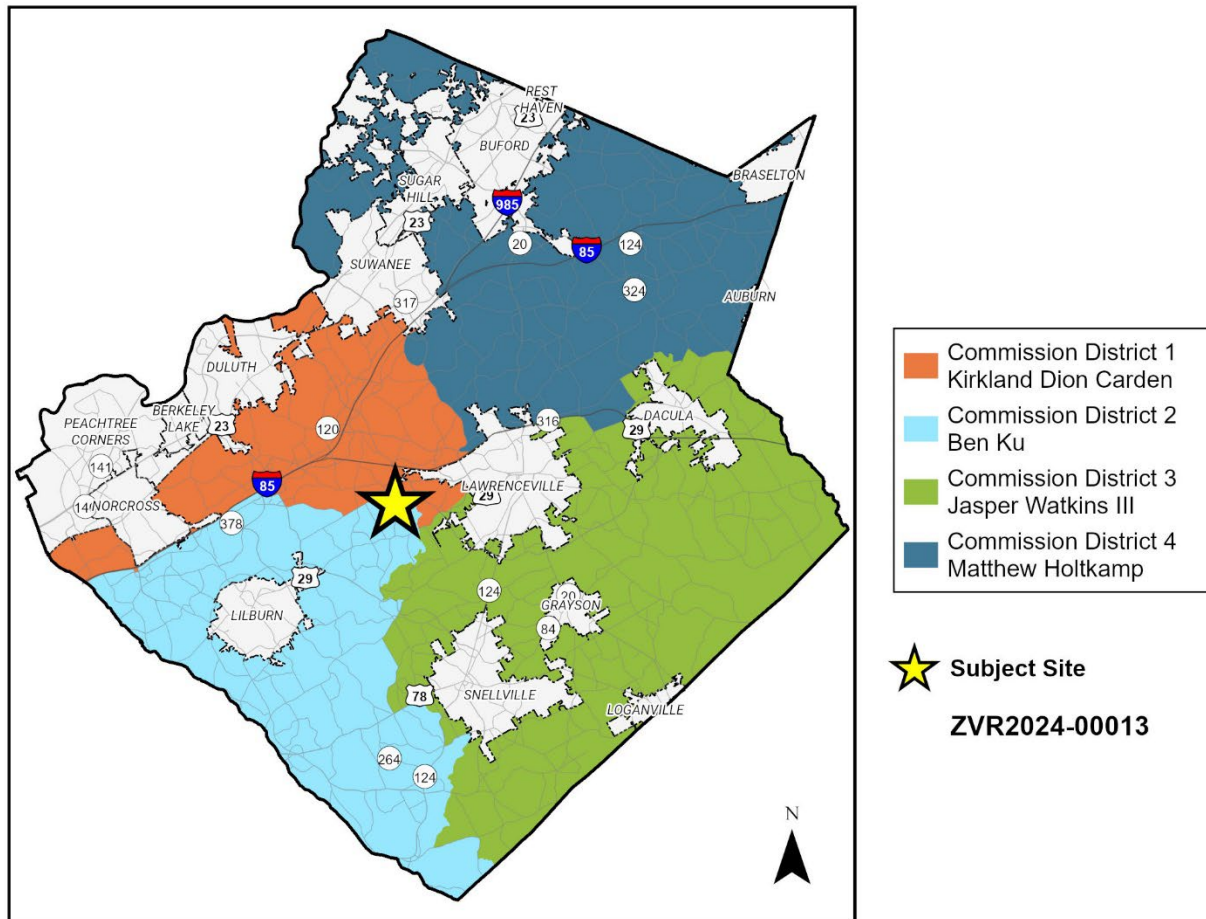 REST
HAVEN
23
BUFORD
BRASELTON
SUGAR
HILL
985
23
20
85
124
SUWANEE
324
317
AUBURN
DULUTH
BERKELEY
LAKE
23
PEACHTREE
CORNERS
120
141
316
DACULA
29
85
LAWRENCEVILLE
29
14
NORCROSS
378
29
LILBURN
124
20
GRAYSON
84
78
SNELLVILLE
LOGANVILLE
264
124
N
Commission District 1
Kirkland Dion Carden
Commission District 2
Ben Ku
Commission District 3
Jasper Watkins III
Commission District 4
Matthew Holtkamp
Subject Site
ZVR2024-00013